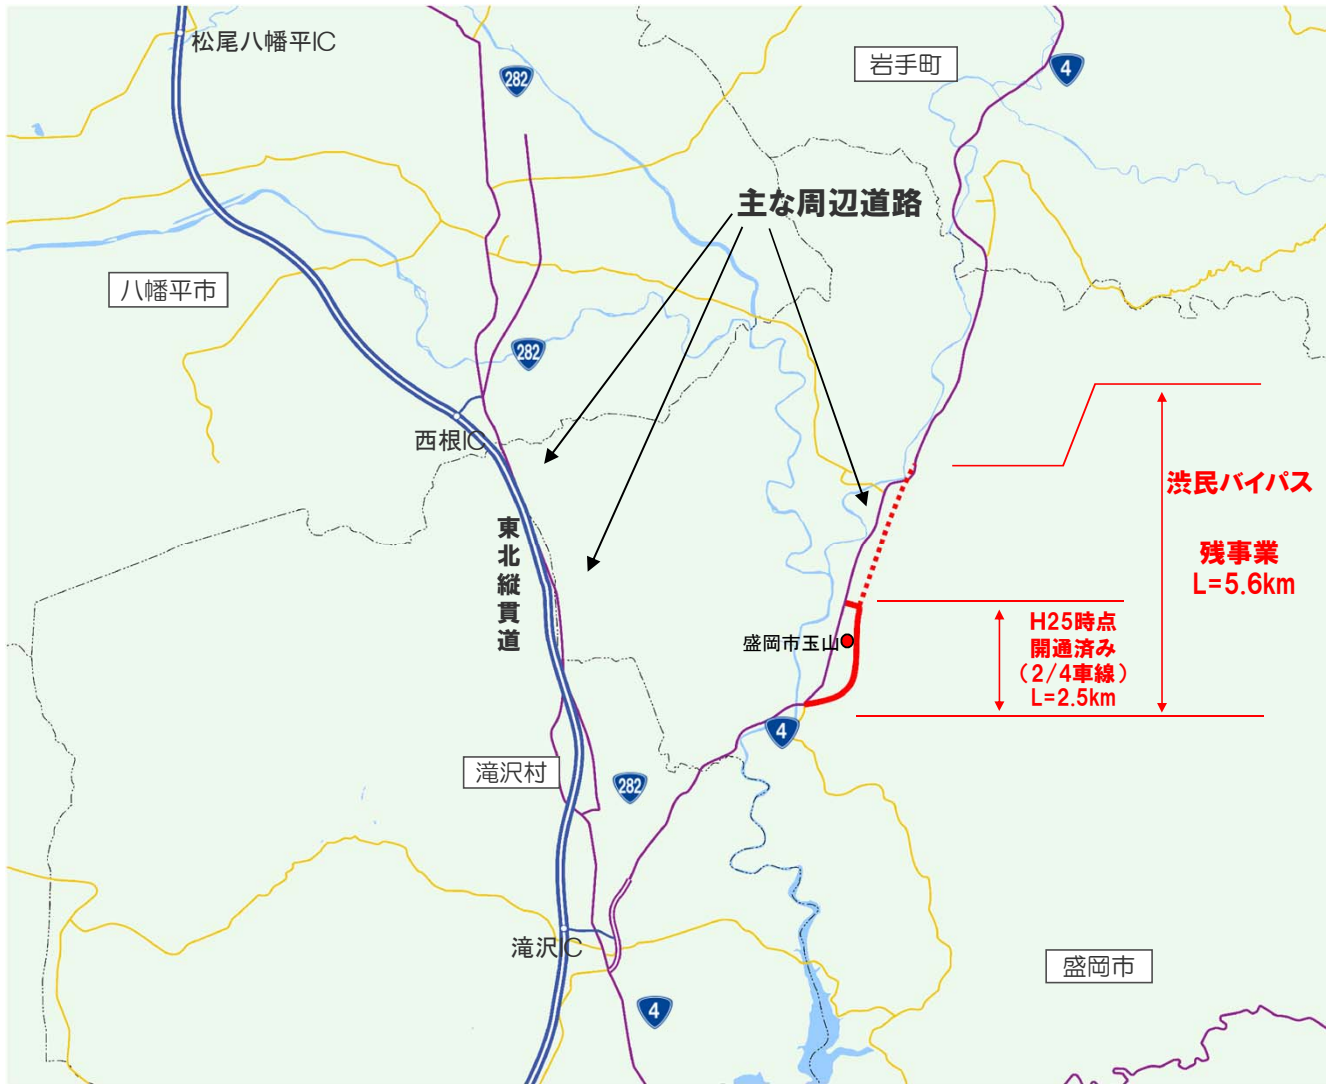 松尾八幡平IC
岩手町
4
282
主な周辺道路
八幡平市
282
西根IC
渋民バイパス
東北縦貫道
残事業
L=5.6km
H25時点
開通済み
(2/4車線)
L=2.5km
盛岡市玉山
4
滝沢村
282
滝沢IC
盛岡市
4